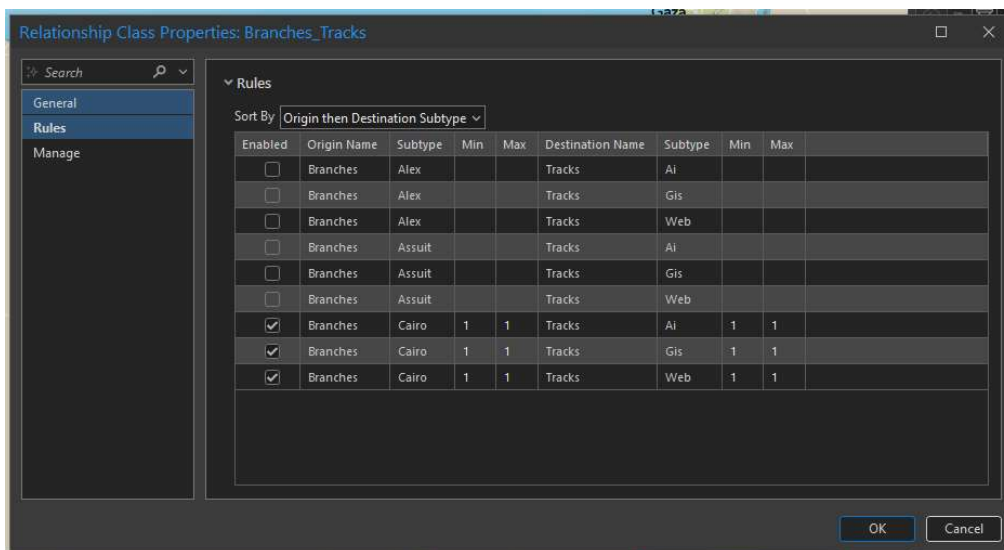 Gaza
Relationship Class Properties: Branches_Tracks
Search
General
Rules
Manage
Rules
Sort By Origin then Destination Subtype
Enabled Origin Name Subtype Min Max Destination Name Subtype Min Max
Branches Alex Tracks Ai
Branches Alex Tracks Gis
Branches Alex Tracks Web
Branches Assuit Tracks Ai
Branches Assuit Tracks Gis
Branches Assuit Tracks Web
Branches Cairo 1 1 Tracks Ai 1 1
Branches Cairo 1 1 Tracks Gis 1 1
Branches Cairo 1 1 Tracks Web 1 1
OK Cancel